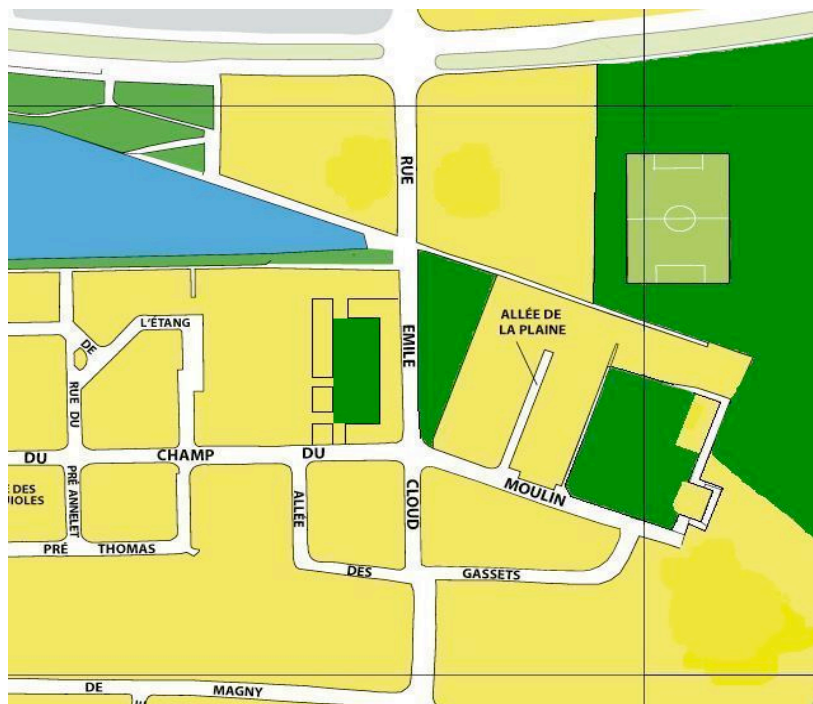 RUE
ALLÉE DE
LA PLAINE
L'ÉTANG
DE
EMILE
RUE DU
DU CHAMP DU
MOULIN
DES
PRÉ ANNELET
ALLÉE
CLOUD
PRÉ THOMAS
DES GASSETS
DE MAGNY